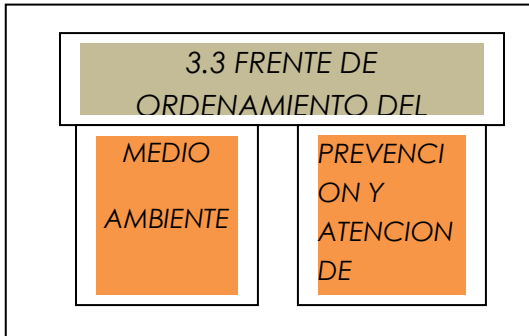 3.3 FRENTE DE
ORDENAMIENTO DEL
MEDIO
AMBIENTE
PREVENCI
ON Y
ATENCION
DE